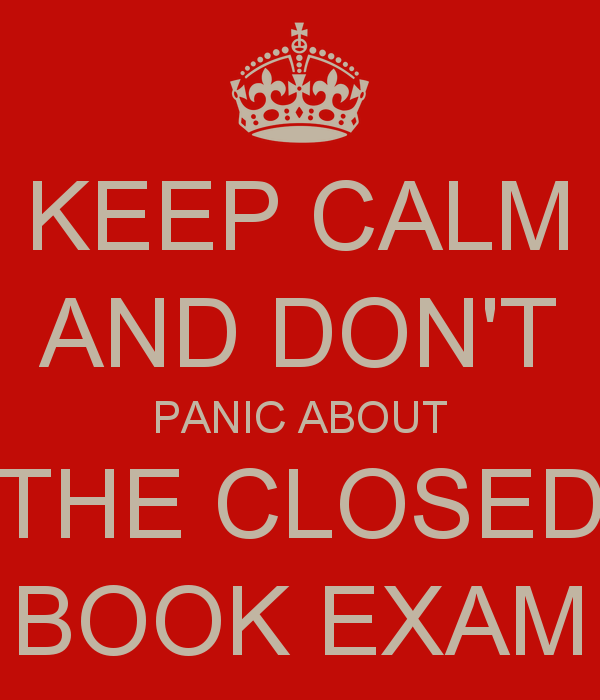 KEEP CALM
AND DON'T
PANIC ABOUT
THE CLOSED
BOOK EXAM